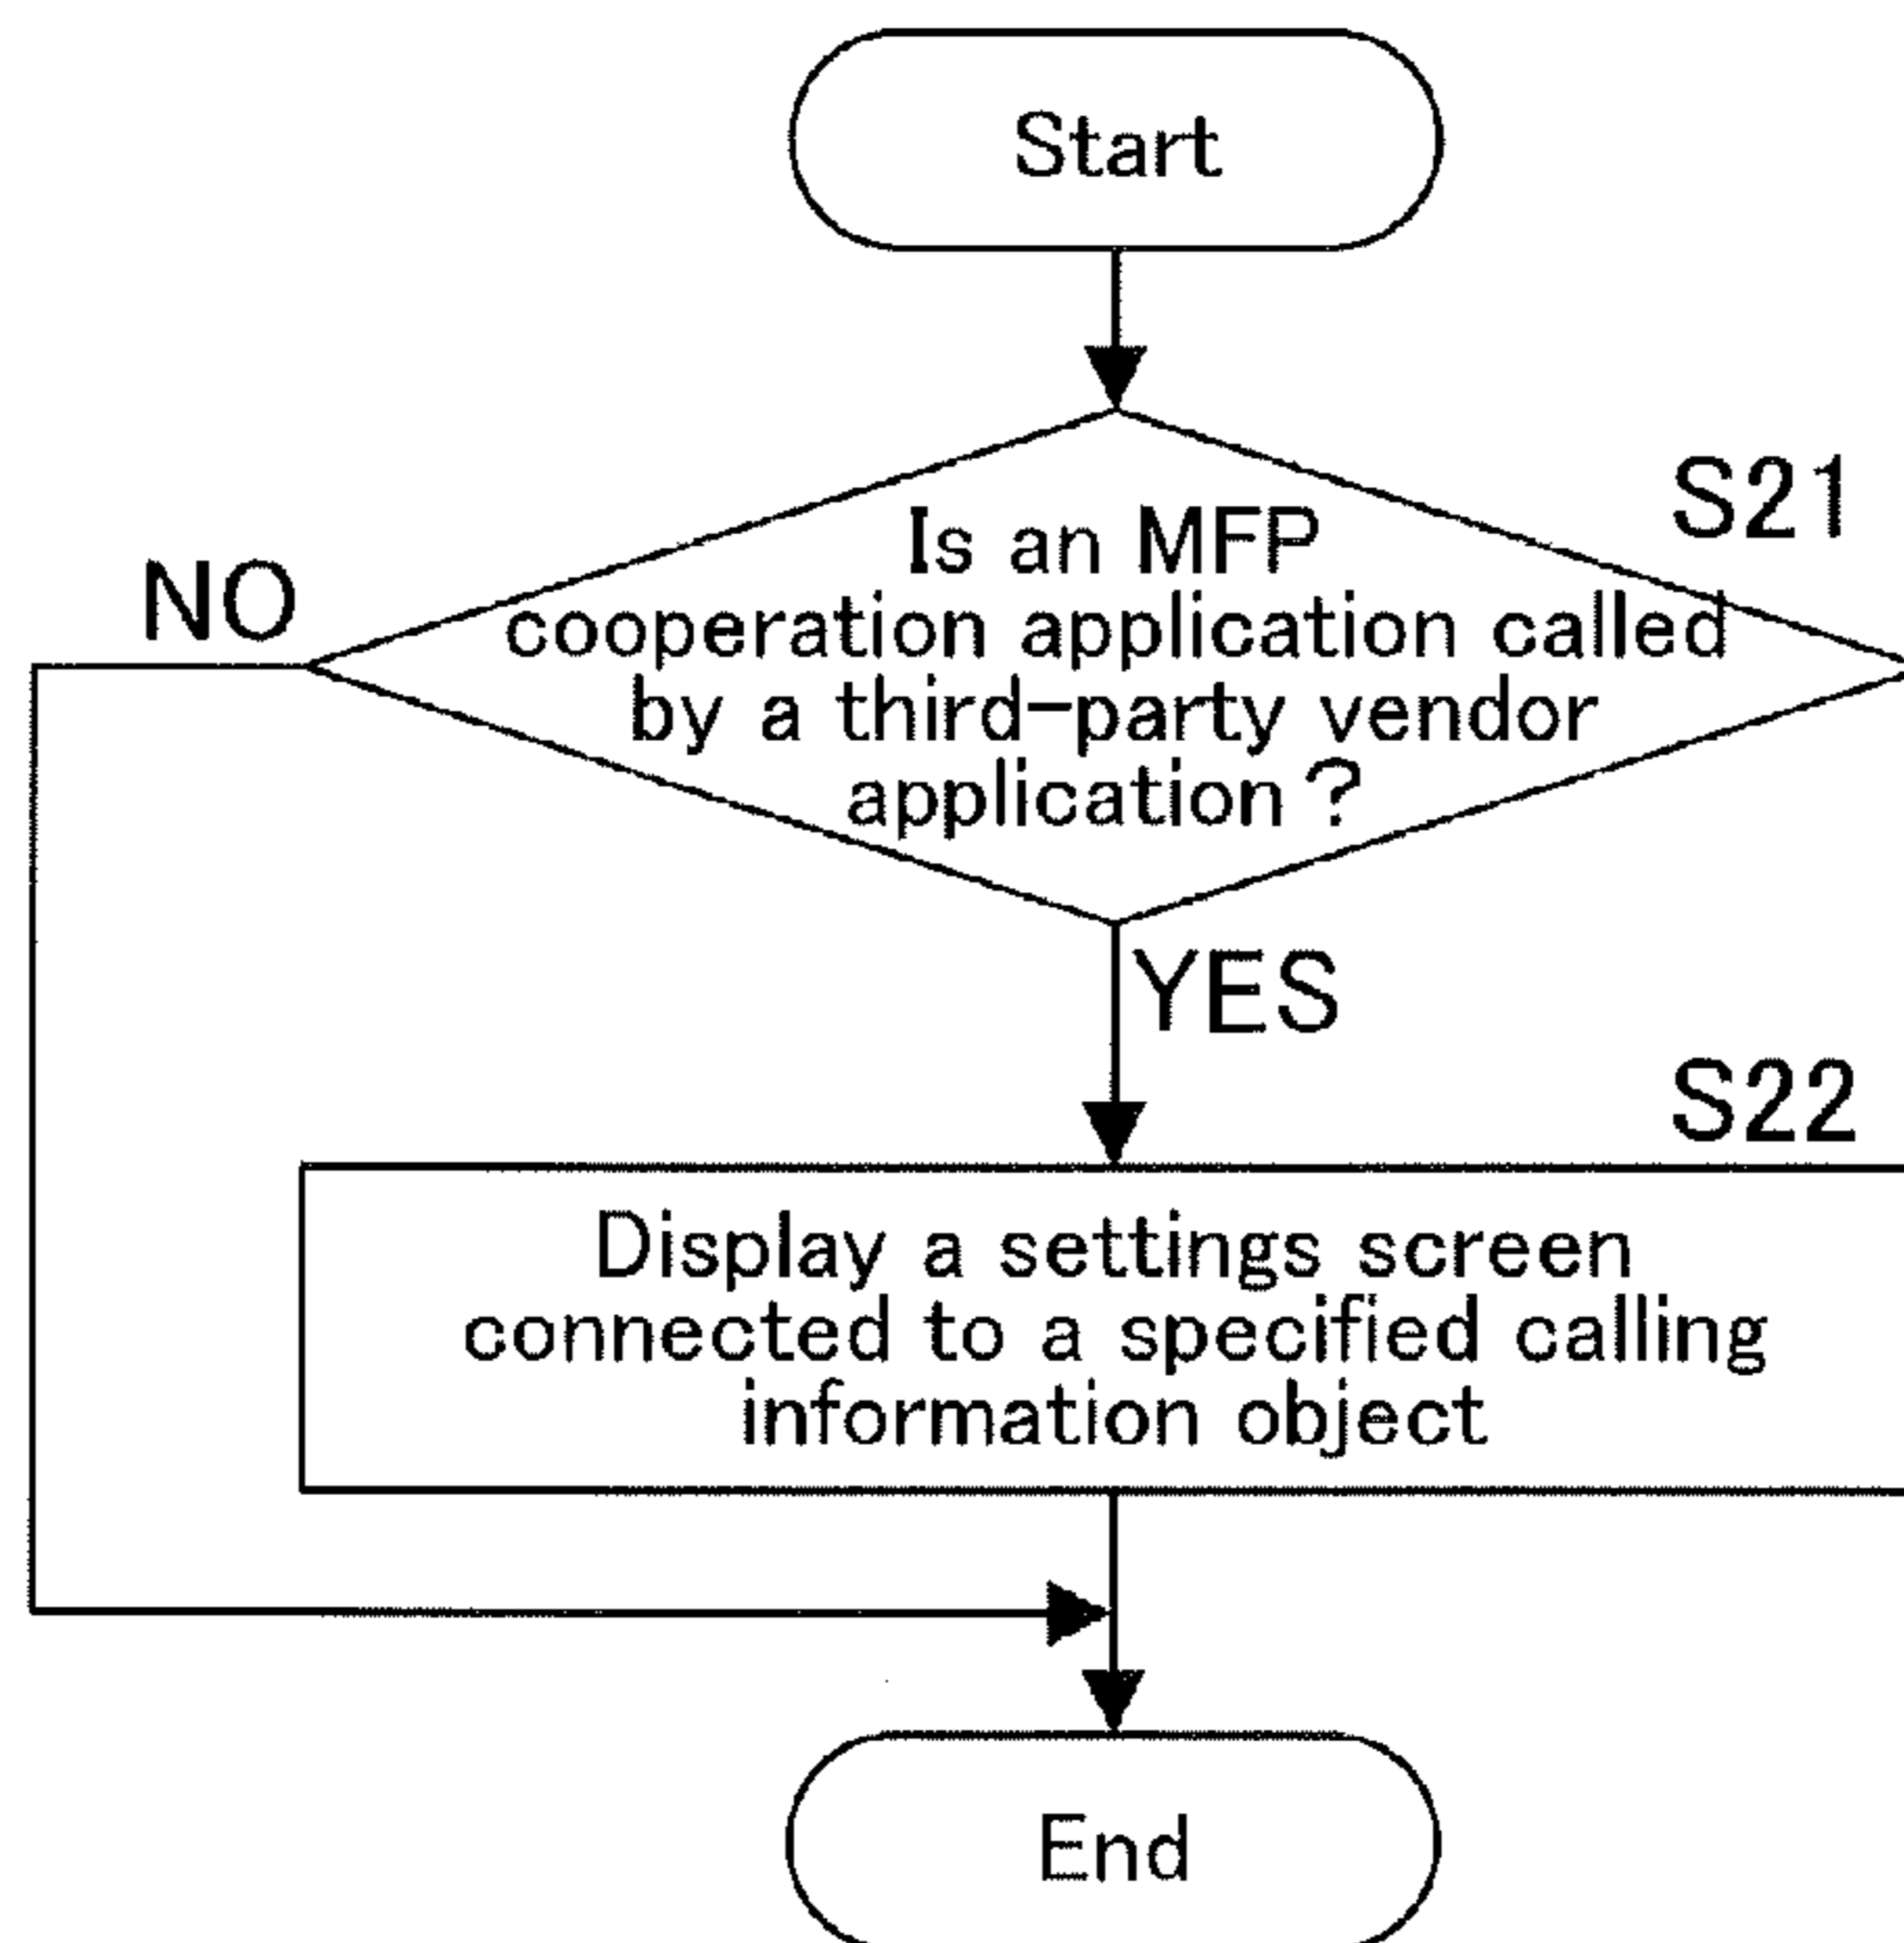 Start
S21
Is an MFP
cooperation application called
by a third-party vendor
application?
NO
YES
S22
Display a settings screen
connected to a specified calling
information object
End